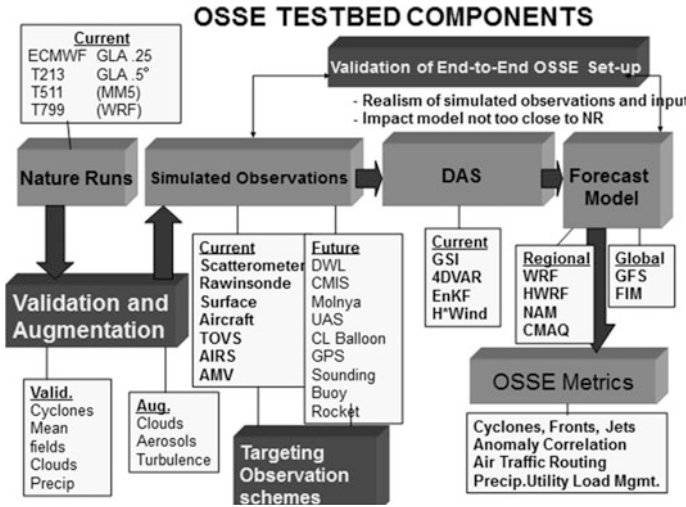 OSSE TESTBED COMPONENTS
Current
ECMWF GLA .25
T213 GLA .5°
T511 (MM5)
T799 (WRF)
Validation of End-to-End OSSE Set-up
- Realism of simulated observations and input
- Impact model not too close to NR
Nature Runs
Simulated Observations
DAS
Forecast
Model
Validation and
Augmentation
Valid.
Cyclones
Mean
fields
Clouds
Precip
Aug.
Clouds
Aerosols
Turbulence
Current
Scatterometer
Rawinsonde
Surface
Aircraft
TOVS
AIRS
AMV
Future
DWL
CMIS
Molnya
UAS
CL Balloon
GPS
Sounding
Buoy
Rocket
Targeting
Observation
schemes
Current
GSI
4DVAR
EnKF
H*Wind
Regional
WRF
HWRF
NAM
CMAQ
Global
GFS
FIM
OSSE Metrics
Cyclones, Fronts, Jets
Anomaly Correlation
Air Traffic Routing
Precip.Utility Load Mgmt.